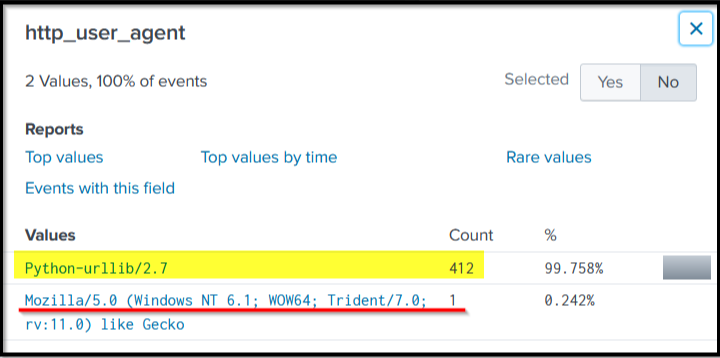 http_user_agent
2 Values, 100% of events
Selected Yes No
Reports
Top values Top values by time Rare values
Events with this field
Values Count %
Python-urllib/2.7 412 99.758%
Mozilla/5.0 (Windows NT 6.1; WOW64; Trident/7.0; 1 0.242%
rv:11.0) like Gecko